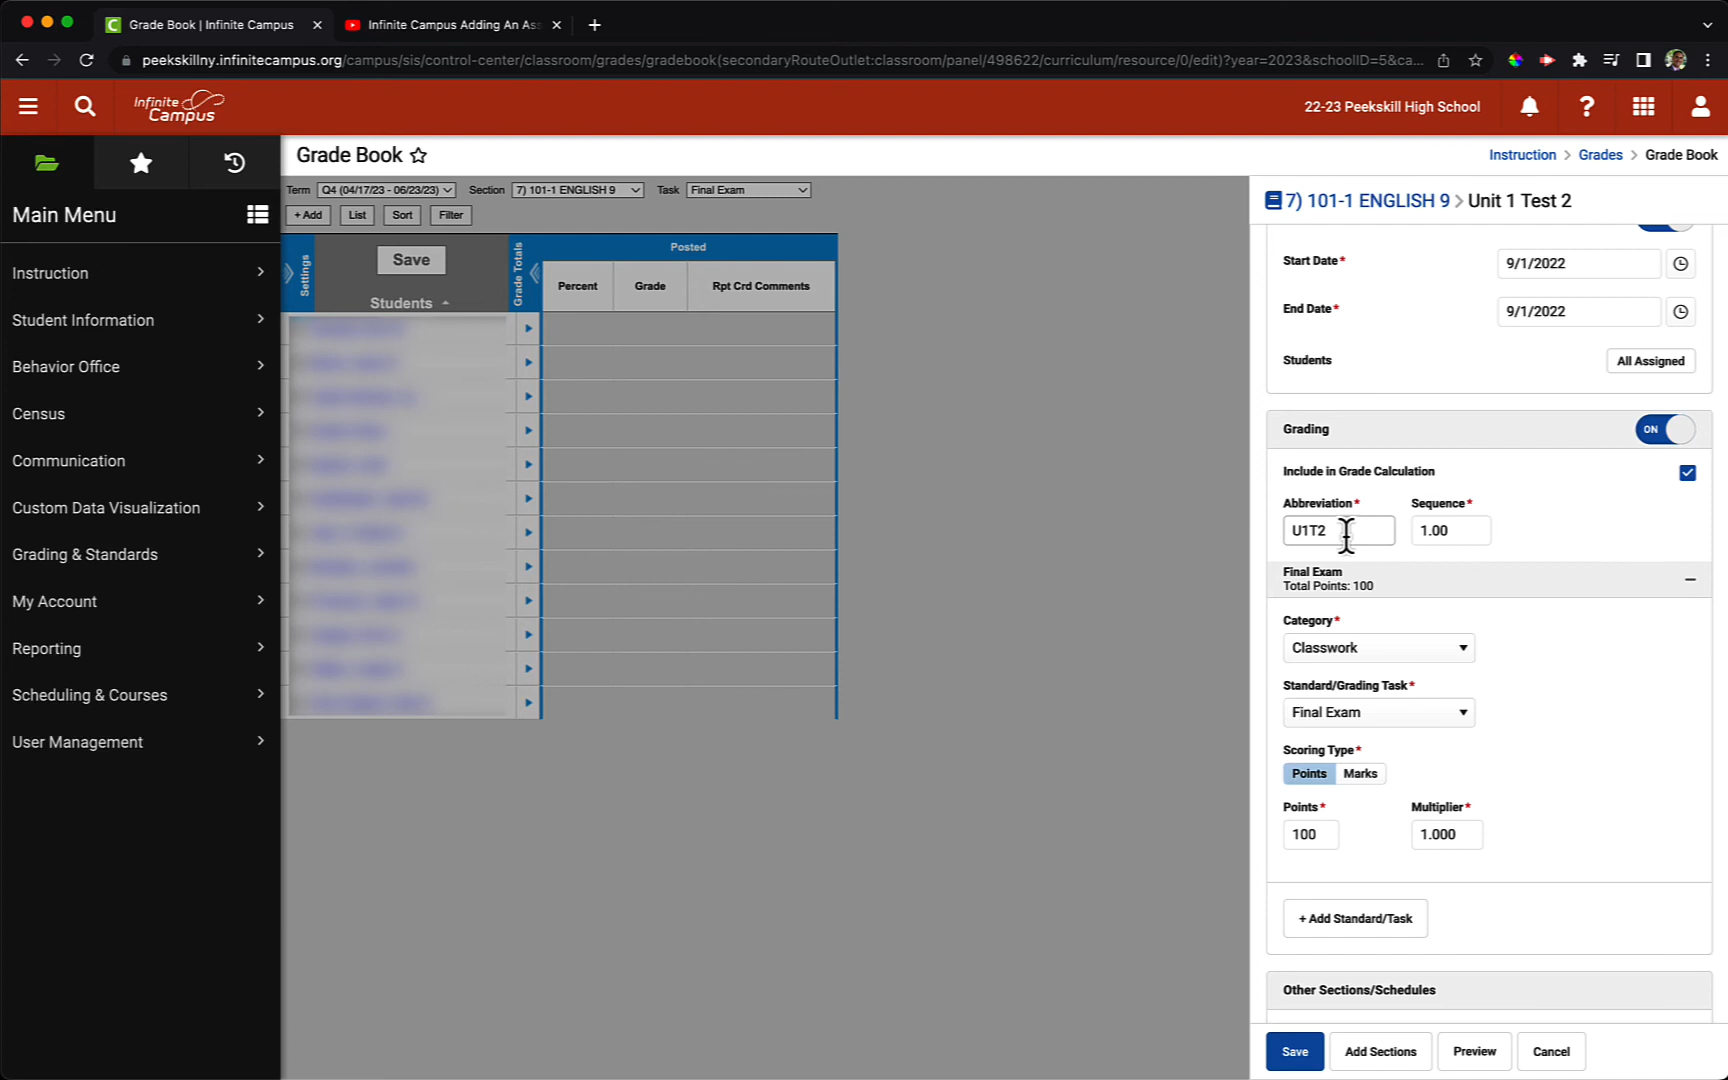 Grade Book | Infinite Campus
Infinite Campus Adding An Ass
peekskillny.infinitecampus.org/campus/sis/control-center/classroom/grades/gradebook(secondaryRouteOutlet:classroom/panel/498622/curriculum/resource/0/edit)?year=2023&schoolID=5&ca...
Infinite Campus
22-23 Peekskill High School
Grade Book
Instruction > Grades > Grade Book
Main Menu
Instruction
Student Information
Behavior Office
Census
Communication
Custom Data Visualization
Grading & Standards
My Account
Reporting
Scheduling & Courses
User Management
Term Q4 (04/17/23 - 06/23/23) Section 7) 101-1 ENGLISH 9 Task Final Exam
+ Add List Sort Filter
Settings
Save
Students
Grade Totals
Posted
Percent Grade Rpt Crd Comments
7) 101-1 ENGLISH 9 > Unit 1 Test 2
Start Date* 9/1/2022
End Date* 9/1/2022
Students All Assigned
Grading ON
Include in Grade Calculation
Abbreviation* Sequence*
U1T2 1.00
Final Exam
Total Points: 100
Category*
Classwork
Standard/Grading Task*
Final Exam
Scoring Type*
Points Marks
Points* Multiplier*
100 1.000
+ Add Standard/Task
Other Sections/Schedules
Save Add Sections Preview Cancel